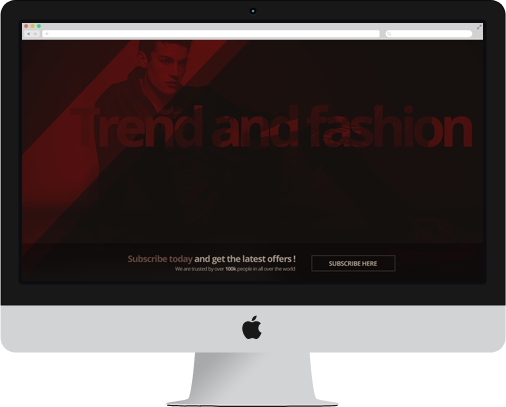 Trend and fashion
Subscribe today and get the latest offers !
We are trusted by over 100k people in all over the world
SUBSCRIBE HERE